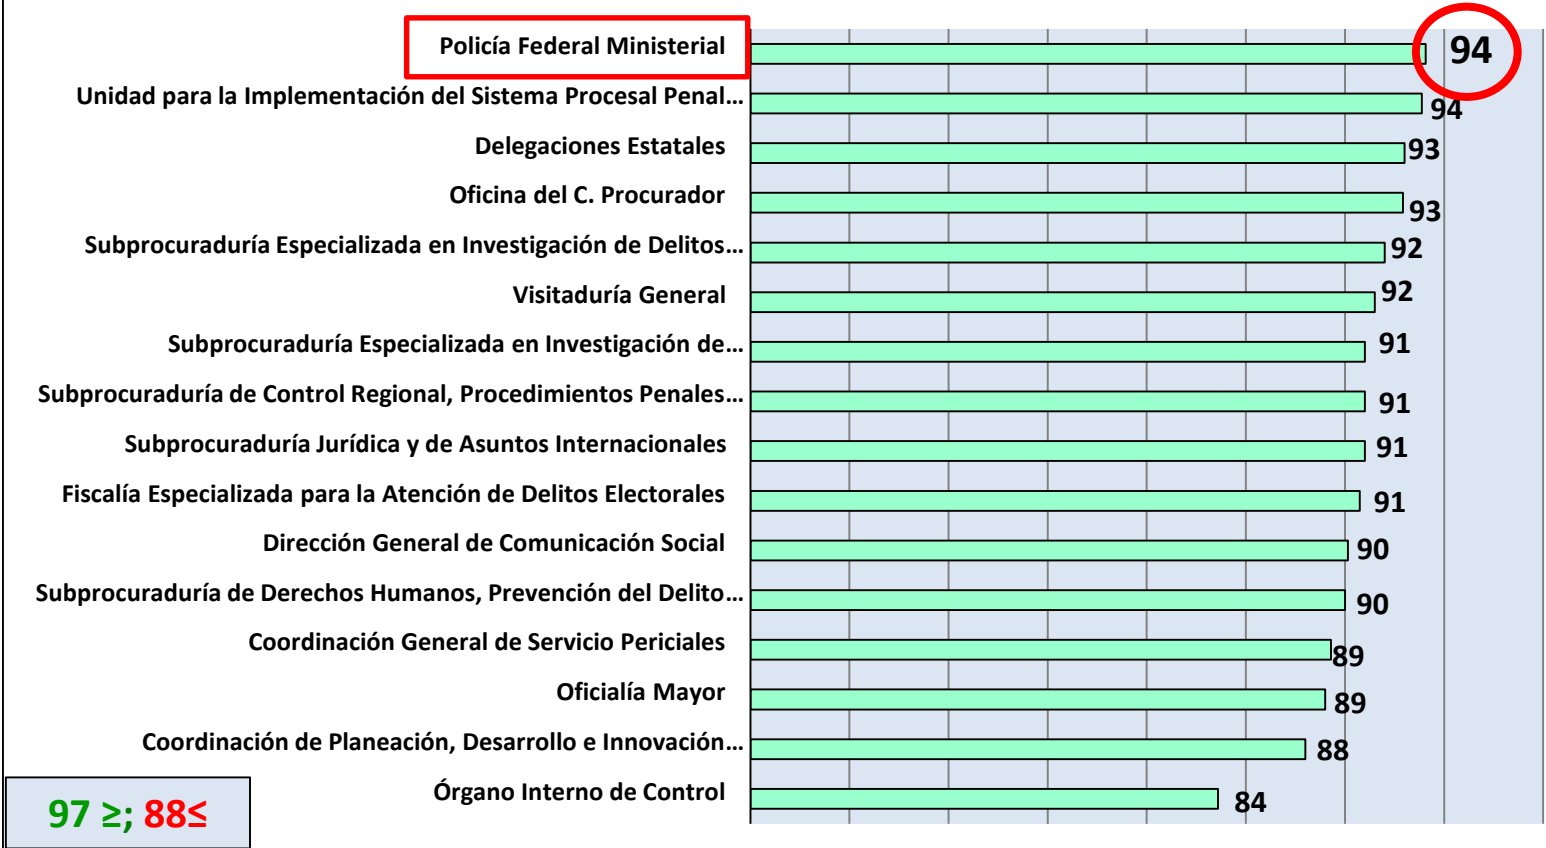 Policía Federal Ministerial 94
Unidad para la Implementación del Sistema Procesal Penal... 94
Delegaciones Estatales 93
Oficina del C. Procurador 93
Subprocuraduría Especializada en Investigación de Delitos... 92
Visitaduría General 92
Subprocuraduría Especializada en Investigación de... 91
Subprocuraduría de Control Regional, Procedimientos Penales... 91
Subprocuraduría Jurídica y de Asuntos Internacionales 91
Fiscalía Especializada para la Atención de Delitos Electorales 91
Dirección General de Comunicación Social 90
Subprocuraduría de Derechos Humanos, Prevención del Delito... 90
Coordinación General de Servicio Periciales 89
Oficialía Mayor 89
Coordinación de Planeación, Desarrollo e Innovación... 88
Órgano Interno de Control 84
97 ≥; 88≤